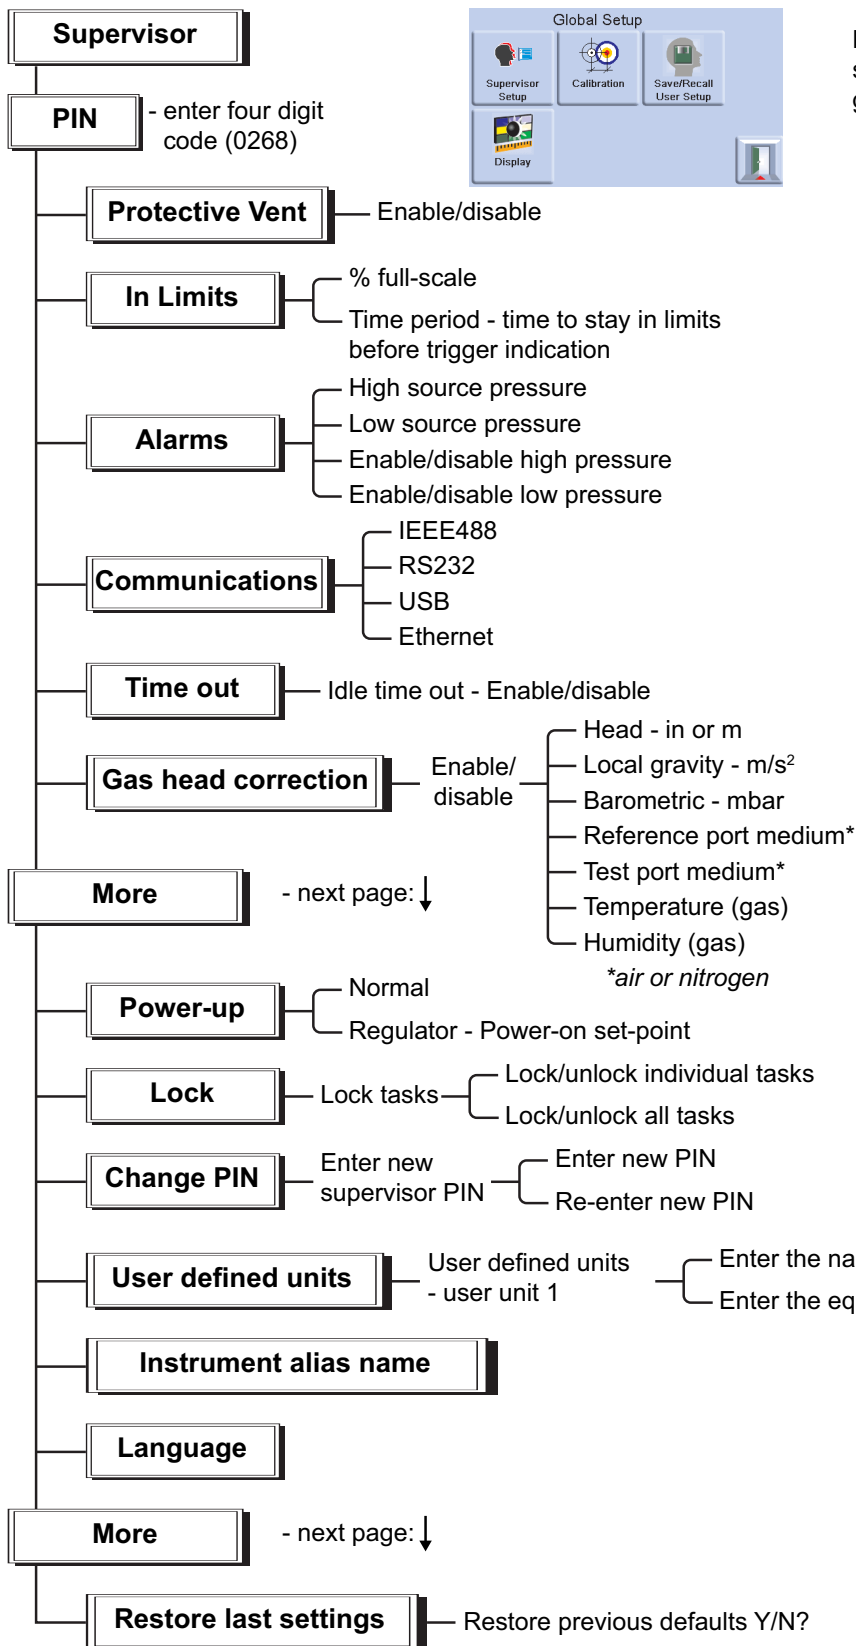 Supervisor
Global Setup
Supervisor
Setup
Calibration
Save/Recall
User Setup
Display
PIN
- enter four digit
code (0268)
Protective Vent
Enable/disable
In Limits
% full-scale
Time period - time to stay in limits
before trigger indication
Alarms
High source pressure
Low source pressure
Enable/disable high pressure
Enable/disable low pressure
Communications
IEEE488
RS232
USB
Ethernet
Time out
Idle time out - Enable/disable
Gas head correction
Enable/
disable
Head - in or m
Local gravity - m/s²
Barometric - mbar
Reference port medium*
Test port medium*
Temperature (gas)
Humidity (gas)
*air or nitrogen
More
- next page:
Power-up
Normal
Regulator - Power-on set-point
Lock
Lock tasks
Lock/unlock individual tasks
Lock/unlock all tasks
Change PIN
Enter new
supervisor PIN
Enter new PIN
Re-enter new PIN
User defined units
User defined units
- user unit 1
Enter the na
Enter the eq
Instrument alias name
Language
More
- next page:
Restore last settings
Restore previous defaults Y/N?